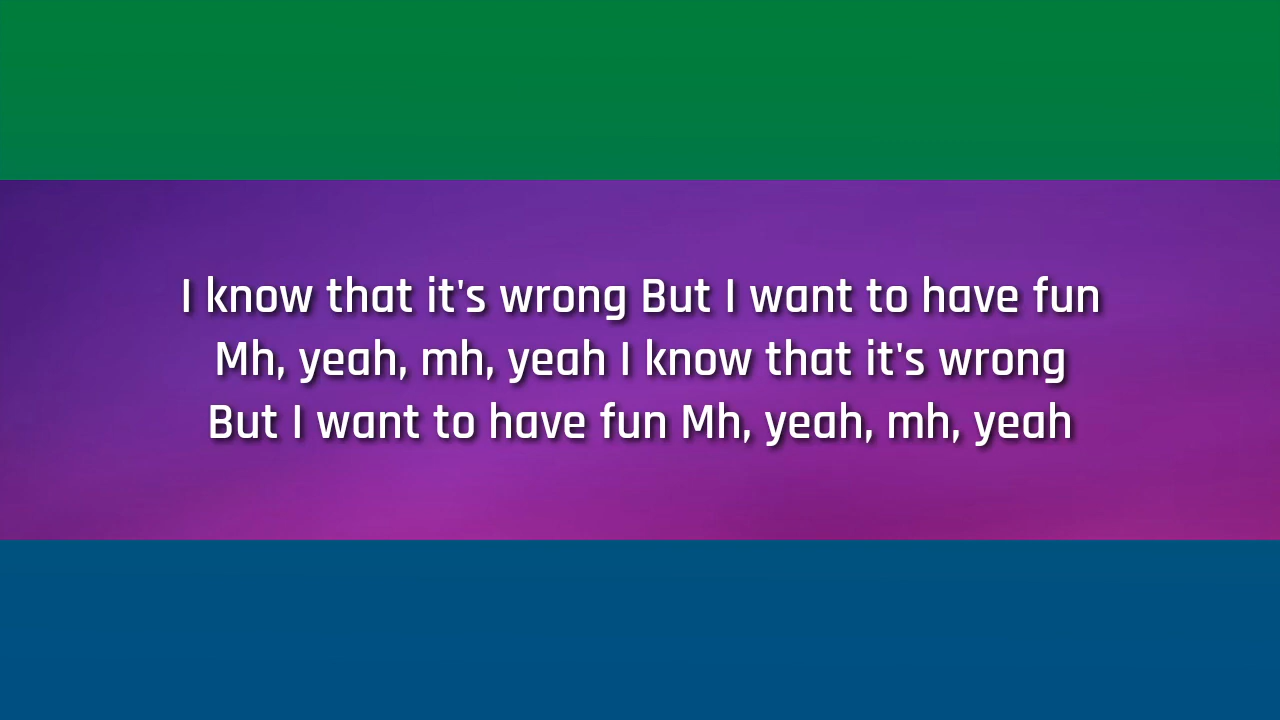 I know that it's wrong But I want to have fun
Mh, yeah, mh, yeah I know that it's wrong
But I want to have fun Mh, yeah, mh, yeah